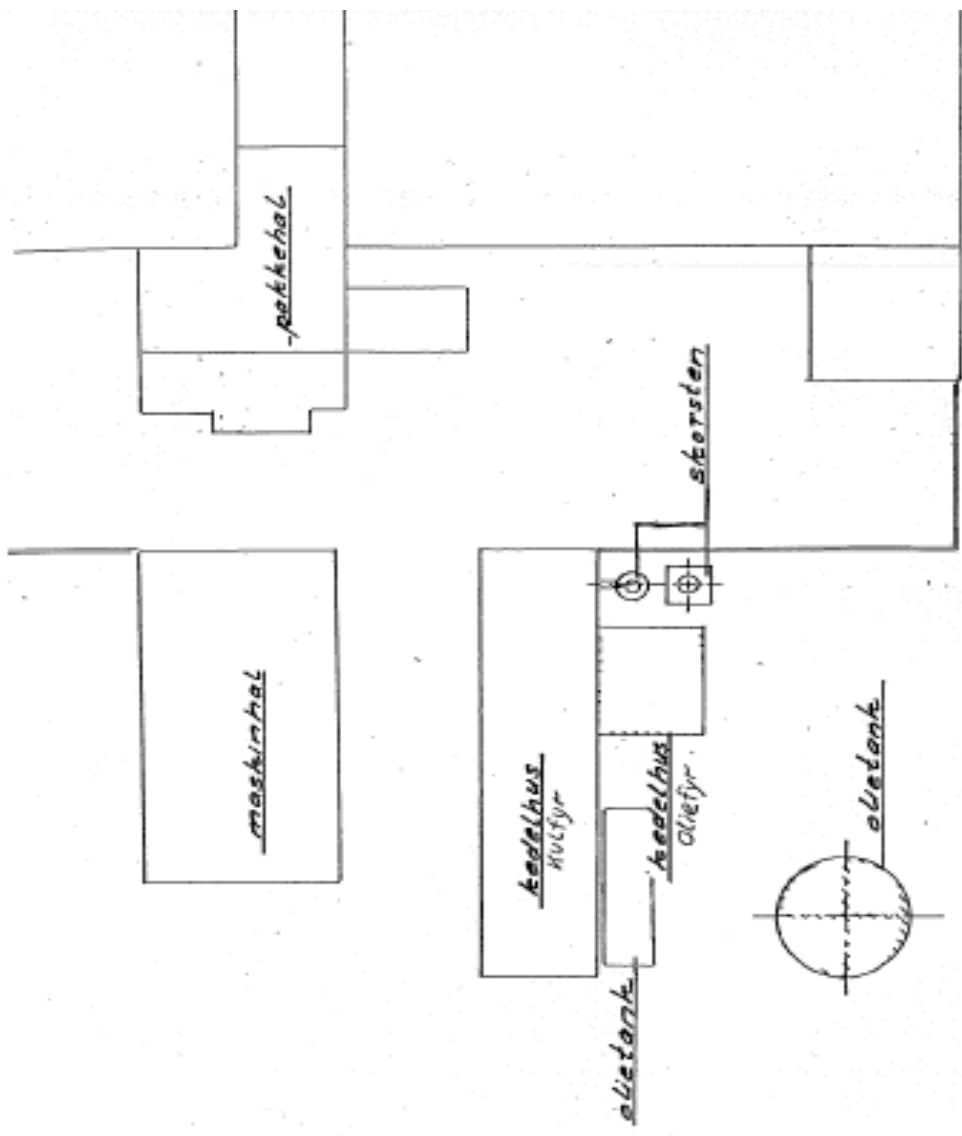 pakkehal
skorsten
maskinhal
kedelhus
kulfyr
kedelhus
oliefyr
olietank
olietank